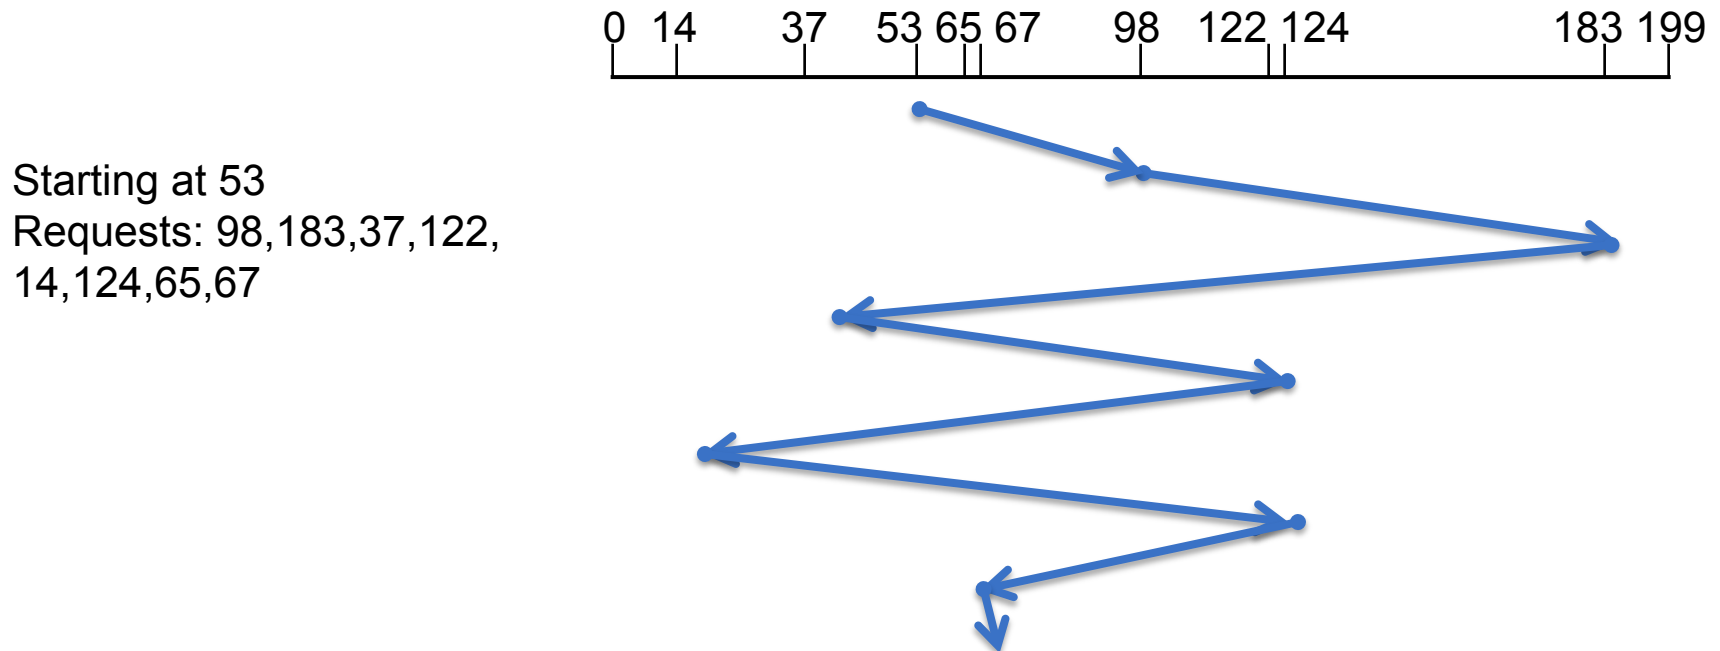 0 14 37 53 65 67 98 122 124 183 199
Starting at 53
Requests: 98,183,37,122,
14,124,65,67